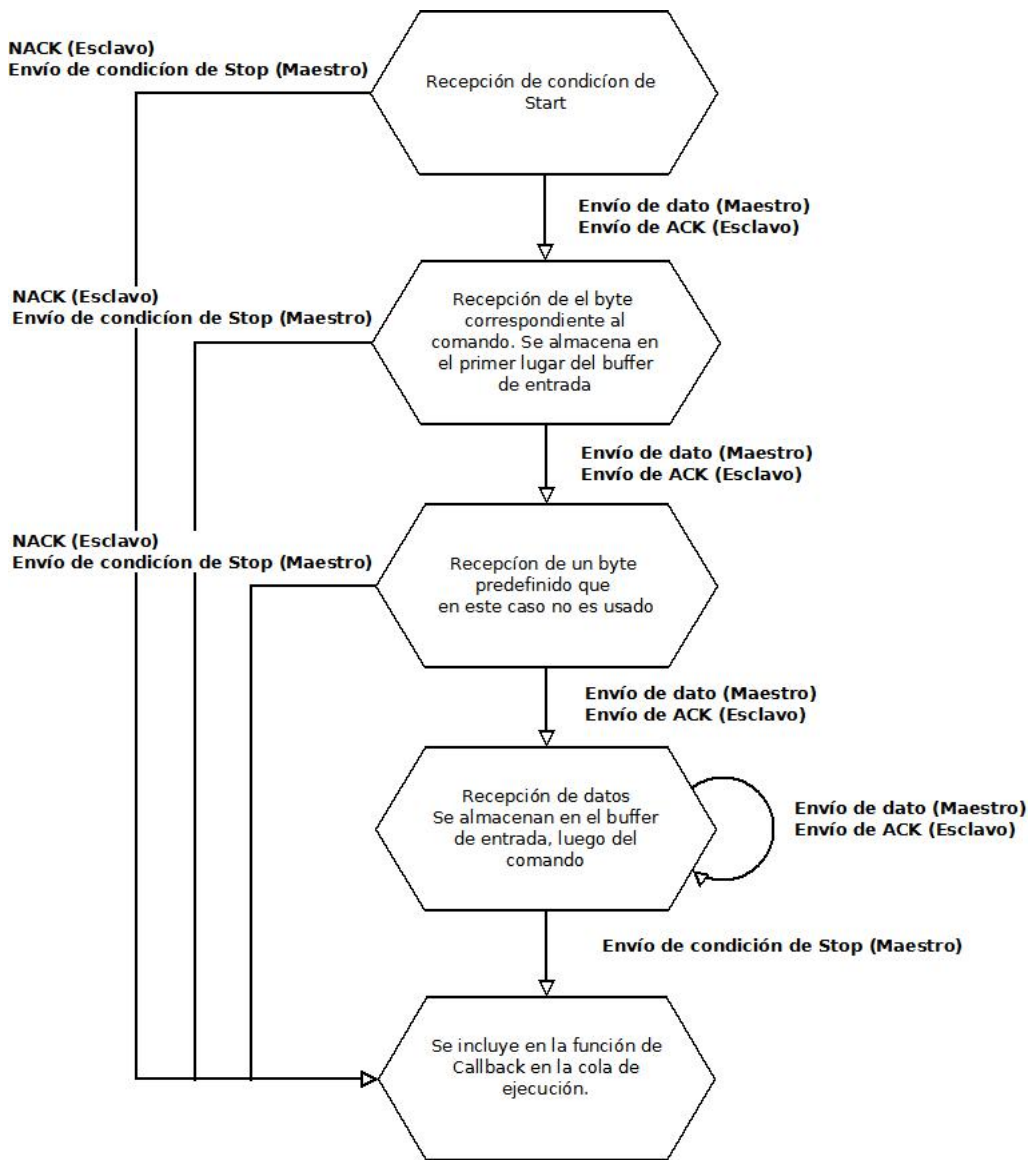 NACK (Esclavo)
Envío de condicíon de Stop (Maestro)
Recepción de condicíon de
Start
Envío de dato (Maestro)
Envío de ACK (Esclavo)
NACK (Esclavo)
Envío de condicíon de Stop (Maestro)
Recepción de el byte
correspondiente al
comando. Se almacena en
el primer lugar del buffer
de entrada
Envío de dato (Maestro)
Envío de ACK (Esclavo)
NACK (Esclavo)
Envío de condicíon de Stop (Maestro)
Recepcíon de un byte
predefinido que
en este caso no es usado
Envío de dato (Maestro)
Envío de ACK (Esclavo)
Recepción de datos
Se almacenan en el buffer
de entrada, luego del
comando
Envío de dato (Maestro)
Envío de ACK (Esclavo)
Envío de condición de Stop (Maestro)
Se incluye en la función de
Callback en la cola de
ejecución.